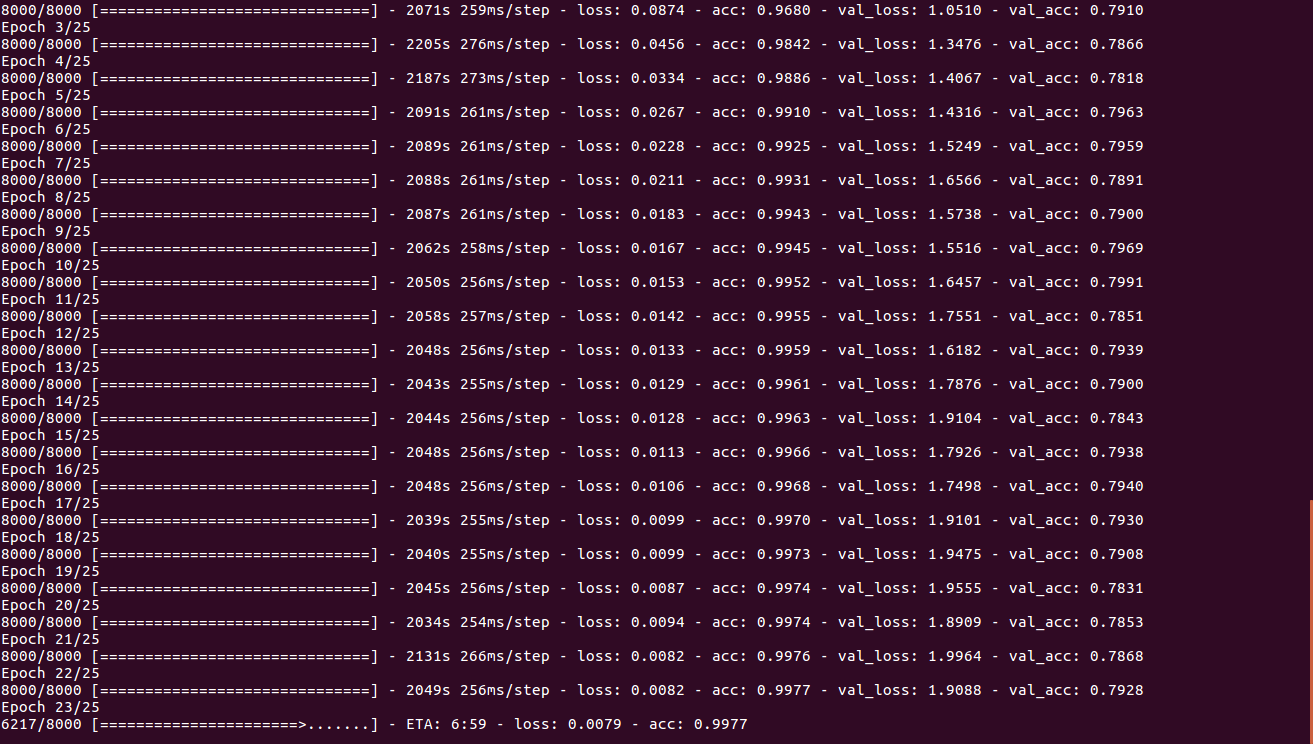 8000/8000 [==============================] - 2071s 259ms/step - loss: 0.0874 - acc: 0.9680 - val_loss: 1.0510 - val_acc: 0.7910
Epoch 3/25
8000/8000 [==============================] - 2205s 276ms/step - loss: 0.0456 - acc: 0.9842 - val_loss: 1.3476 - val_acc: 0.7866
Epoch 4/25
8000/8000 [==============================] - 2187s 273ms/step - loss: 0.0334 - acc: 0.9886 - val_loss: 1.4067 - val_acc: 0.7818
Epoch 5/25
8000/8000 [==============================] - 2091s 261ms/step - loss: 0.0267 - acc: 0.9910 - val_loss: 1.4316 - val_acc: 0.7963
Epoch 6/25
8000/8000 [==============================] - 2089s 261ms/step - loss: 0.0228 - acc: 0.9925 - val_loss: 1.5249 - val_acc: 0.7959
Epoch 7/25
8000/8000 [==============================] - 2088s 261ms/step - loss: 0.0211 - acc: 0.9931 - val_loss: 1.6566 - val_acc: 0.7891
Epoch 8/25
8000/8000 [==============================] - 2087s 261ms/step - loss: 0.0183 - acc: 0.9943 - val_loss: 1.5738 - val_acc: 0.7900
Epoch 9/25
8000/8000 [==============================] - 2062s 258ms/step - loss: 0.0167 - acc: 0.9945 - val_loss: 1.5516 - val_acc: 0.7969
Epoch 10/25
8000/8000 [==============================] - 2050s 256ms/step - loss: 0.0153 - acc: 0.9952 - val_loss: 1.6457 - val_acc: 0.7991
Epoch 11/25
8000/8000 [==============================] - 2058s 257ms/step - loss: 0.0142 - acc: 0.9955 - val_loss: 1.7551 - val_acc: 0.7851
Epoch 12/25
8000/8000 [==============================] - 2048s 256ms/step - loss: 0.0133 - acc: 0.9959 - val_loss: 1.6182 - val_acc: 0.7939
Epoch 13/25
8000/8000 [==============================] - 2043s 255ms/step - loss: 0.0129 - acc: 0.9961 - val_loss: 1.7876 - val_acc: 0.7900
Epoch 14/25
8000/8000 [==============================] - 2044s 256ms/step - loss: 0.0128 - acc: 0.9963 - val_loss: 1.9104 - val_acc: 0.7843
Epoch 15/25
8000/8000 [==============================] - 2048s 256ms/step - loss: 0.0113 - acc: 0.9966 - val_loss: 1.7926 - val_acc: 0.7938
Epoch 16/25
8000/8000 [==============================] - 2048s 256ms/step - loss: 0.0106 - acc: 0.9968 - val_loss: 1.7498 - val_acc: 0.7940
Epoch 17/25
8000/8000 [==============================] - 2039s 255ms/step - loss: 0.0099 - acc: 0.9970 - val_loss: 1.9101 - val_acc: 0.7930
Epoch 18/25
8000/8000 [==============================] - 2040s 255ms/step - loss: 0.0099 - acc: 0.9973 - val_loss: 1.9475 - val_acc: 0.7908
Epoch 19/25
8000/8000 [==============================] - 2045s 256ms/step - loss: 0.0087 - acc: 0.9974 - val_loss: 1.9555 - val_acc: 0.7831
Epoch 20/25
8000/8000 [==============================] - 2034s 254ms/step - loss: 0.0094 - acc: 0.9974 - val_loss: 1.8909 - val_acc: 0.7853
Epoch 21/25
8000/8000 [==============================] - 2131s 266ms/step - loss: 0.0082 - acc: 0.9976 - val_loss: 1.9964 - val_acc: 0.7868
Epoch 22/25
8000/8000 [==============================] - 2049s 256ms/step - loss: 0.0082 - acc: 0.9977 - val_loss: 1.9088 - val_acc: 0.7928
Epoch 23/25
6217/8000 [======================>.......] - ETA: 6:59 - loss: 0.0079 - acc: 0.9977